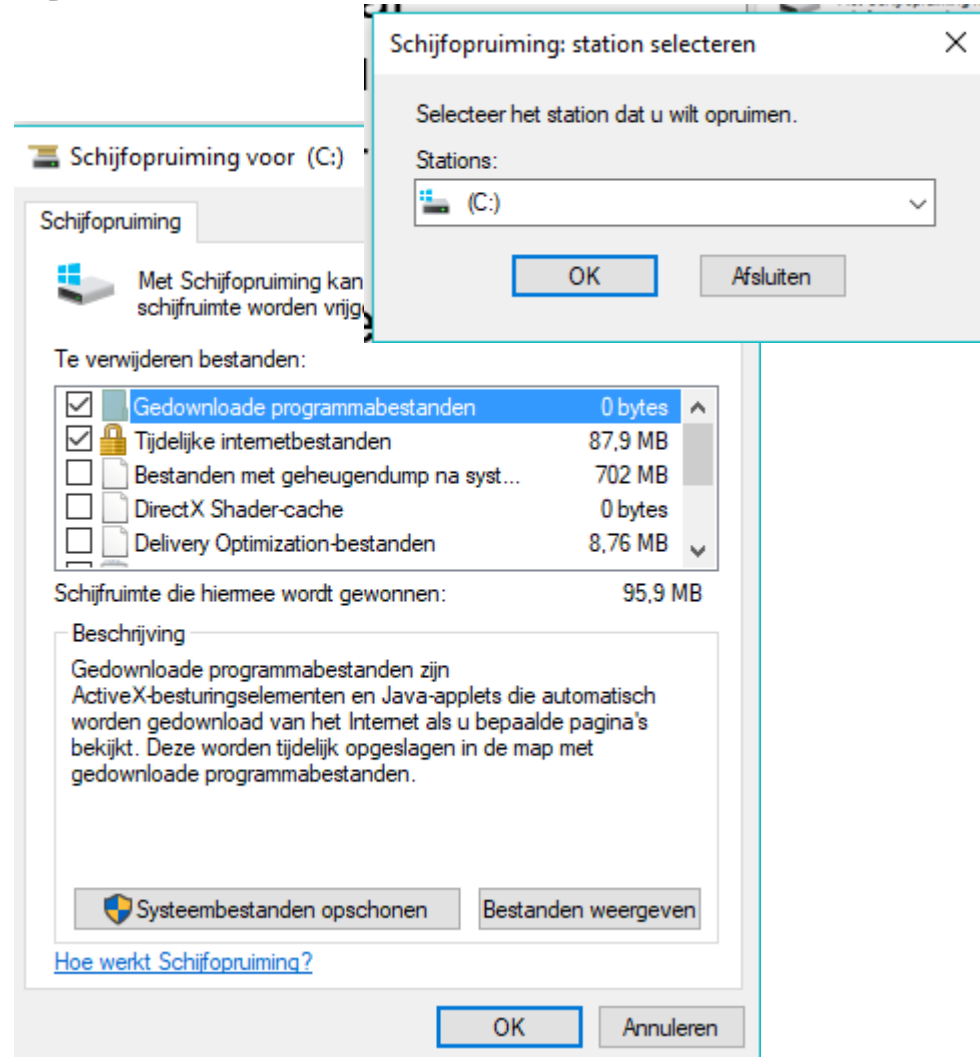 Schijfopruiming: station selecteren
Selecteer het station dat u wilt opruimen.
Stations:
(C:)
OK
Afsluiten
Schijfopruiming voor (C:)
Schijfopruiming
Met Schijfopruiming kan
schijfruimte worden vrijg
Te verwijderen bestanden:
Gedownloade programmabestanden 0 bytes
Tijdelijke internetbestanden 87,9 MB
Bestanden met geheugendump na syst... 702 MB
DirectX Shader-cache 0 bytes
Delivery Optimization-bestanden 8,76 MB
Schijfruimte die hiermee wordt gewonnen: 95,9 MB
Beschrijving
Gedownloade programmabestanden zijn
ActiveX-besturingselementen en Java-applets die automatisch
worden gedownload van het Internet als u bepaalde pagina's
bekijkt. Deze worden tijdelijk opgeslagen in de map met
gedownloade programmabestanden.
Systeembestanden opschonen
Bestanden weergeven
Hoe werkt Schijfopruiming?
OK
Annuleren